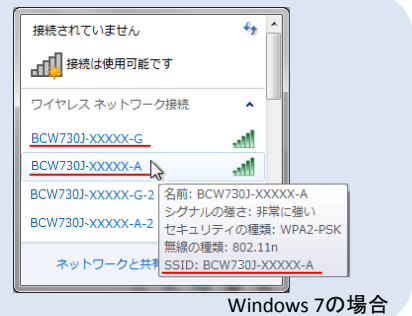 接続されていません
接続は使用可能です
ワイヤレス ネットワーク接続
BCW730J-XXXXX-G
BCW730J-XXXXX-A
BCW730J-XXXXX-G-2
BCW730J-XXXXX-A-2
名前: BCW730J-XXXXX-A
シグナルの強さ: 非常に強い
セキュリティの種類: WPA2-PSK
無線の種類: 802.11n
SSID: BCW730J-XXXXX-A
ネットワークと共有
Windows 7の場合